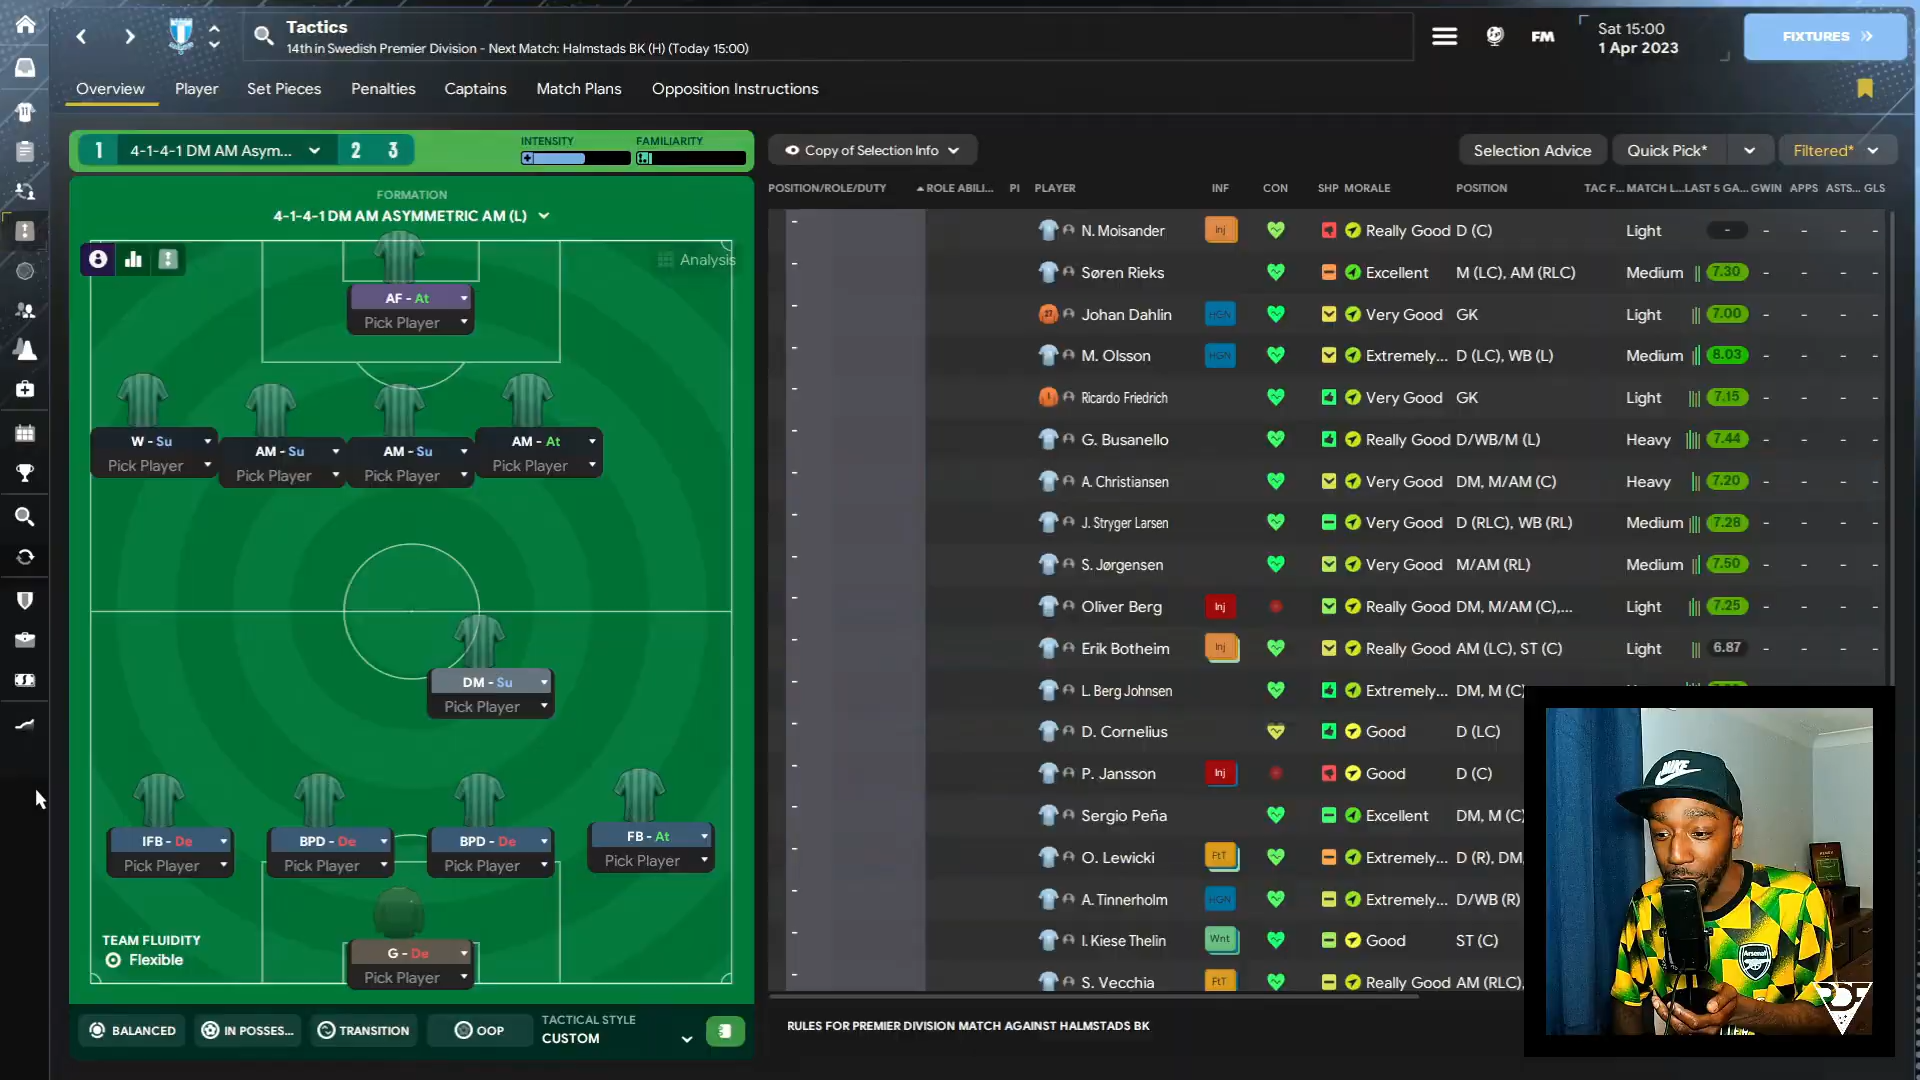 Tactics
14th in Swedish Premier Division - Next Match: Halmstads BK (H) (Today 15:00)
FM
Sat 15:00
1 Apr 2023
FIXTURES
Overview Player Set Pieces Penalties Captains Match Plans Opposition Instructions
1 4-1-4-1 DM AM Asym... 2 3
INTENSITY FAMILIARITY
Copy of Selection Info
Selection Advice Quick Pick* Filtered*
FORMATION
4-1-4-1 DM AM ASYMMETRIC AM (L)
Analysis
AF - At
Pick Player
W - Su
Pick Player
AM - Su
Pick Player
AM - Su
Pick Player
AM - At
Pick Player
DM - Su
Pick Player
IFB - De
Pick Player
BPD - De
Pick Player
BPD - De
Pick Player
FB - At
Pick Player
G - De
Pick Player
TEAM FLUIDITY
Flexible
BALANCED IN POSSES... TRANSITION OOP
TACTICAL STYLE
CUSTOM
POSITION/ROLE/DUTY ROLE ABILI... PI PLAYER INF CON SHP MORALE POSITION TAC F... MATCH L... LAST 5 GA... GWIN APPS ASTS... GLS
- N. Moisander Inj Really Good D (C) Light - - - - -
- Søren Rieks Excellent M (LC), AM (RLC) Medium 7.30 - - - -
- Johan Dahlin HGN Very Good GK Light 7.00 - - - -
- M. Olsson HGN Extremely... D (LC), WB (L) Medium 8.03 - - - -
- Ricardo Friedrich Very Good GK Light 7.15 - - - -
- G. Busanello Really Good D/WB/M (L) Heavy 7.44 - - - -
- A. Christiansen Very Good DM, M/AM (C) Heavy 7.20 - - - -
- J. Stryger Larsen Very Good D (RLC), WB (RL) Medium 7.28 - - - -
- S. Jørgensen Very Good M/AM (RL) Medium 7.50 - - - -
- Oliver Berg Inj Really Good DM, M/AM (C),... Light 7.25 - - - -
- Erik Botheim Inj Really Good AM (LC), ST (C) Light 6.87 - - - -
- L. Berg Johnsen Extremely... DM, M (C)
- D. Cornelius Good D (LC)
- P. Jansson Inj Good D (C)
- Sergio Peña Excellent DM, M (C)
- O. Lewicki FtT Extremely... D (R), DM,
- A. Tinnerholm HGN Extremely... D/WB (R)
- I. Kiese Thelin Wnt Good ST (C)
- S. Vecchia FtT Really Good AM (RLC),
RULES FOR PREMIER DIVISION MATCH AGAINST HALMSTADS BK
Arsenal
RDF